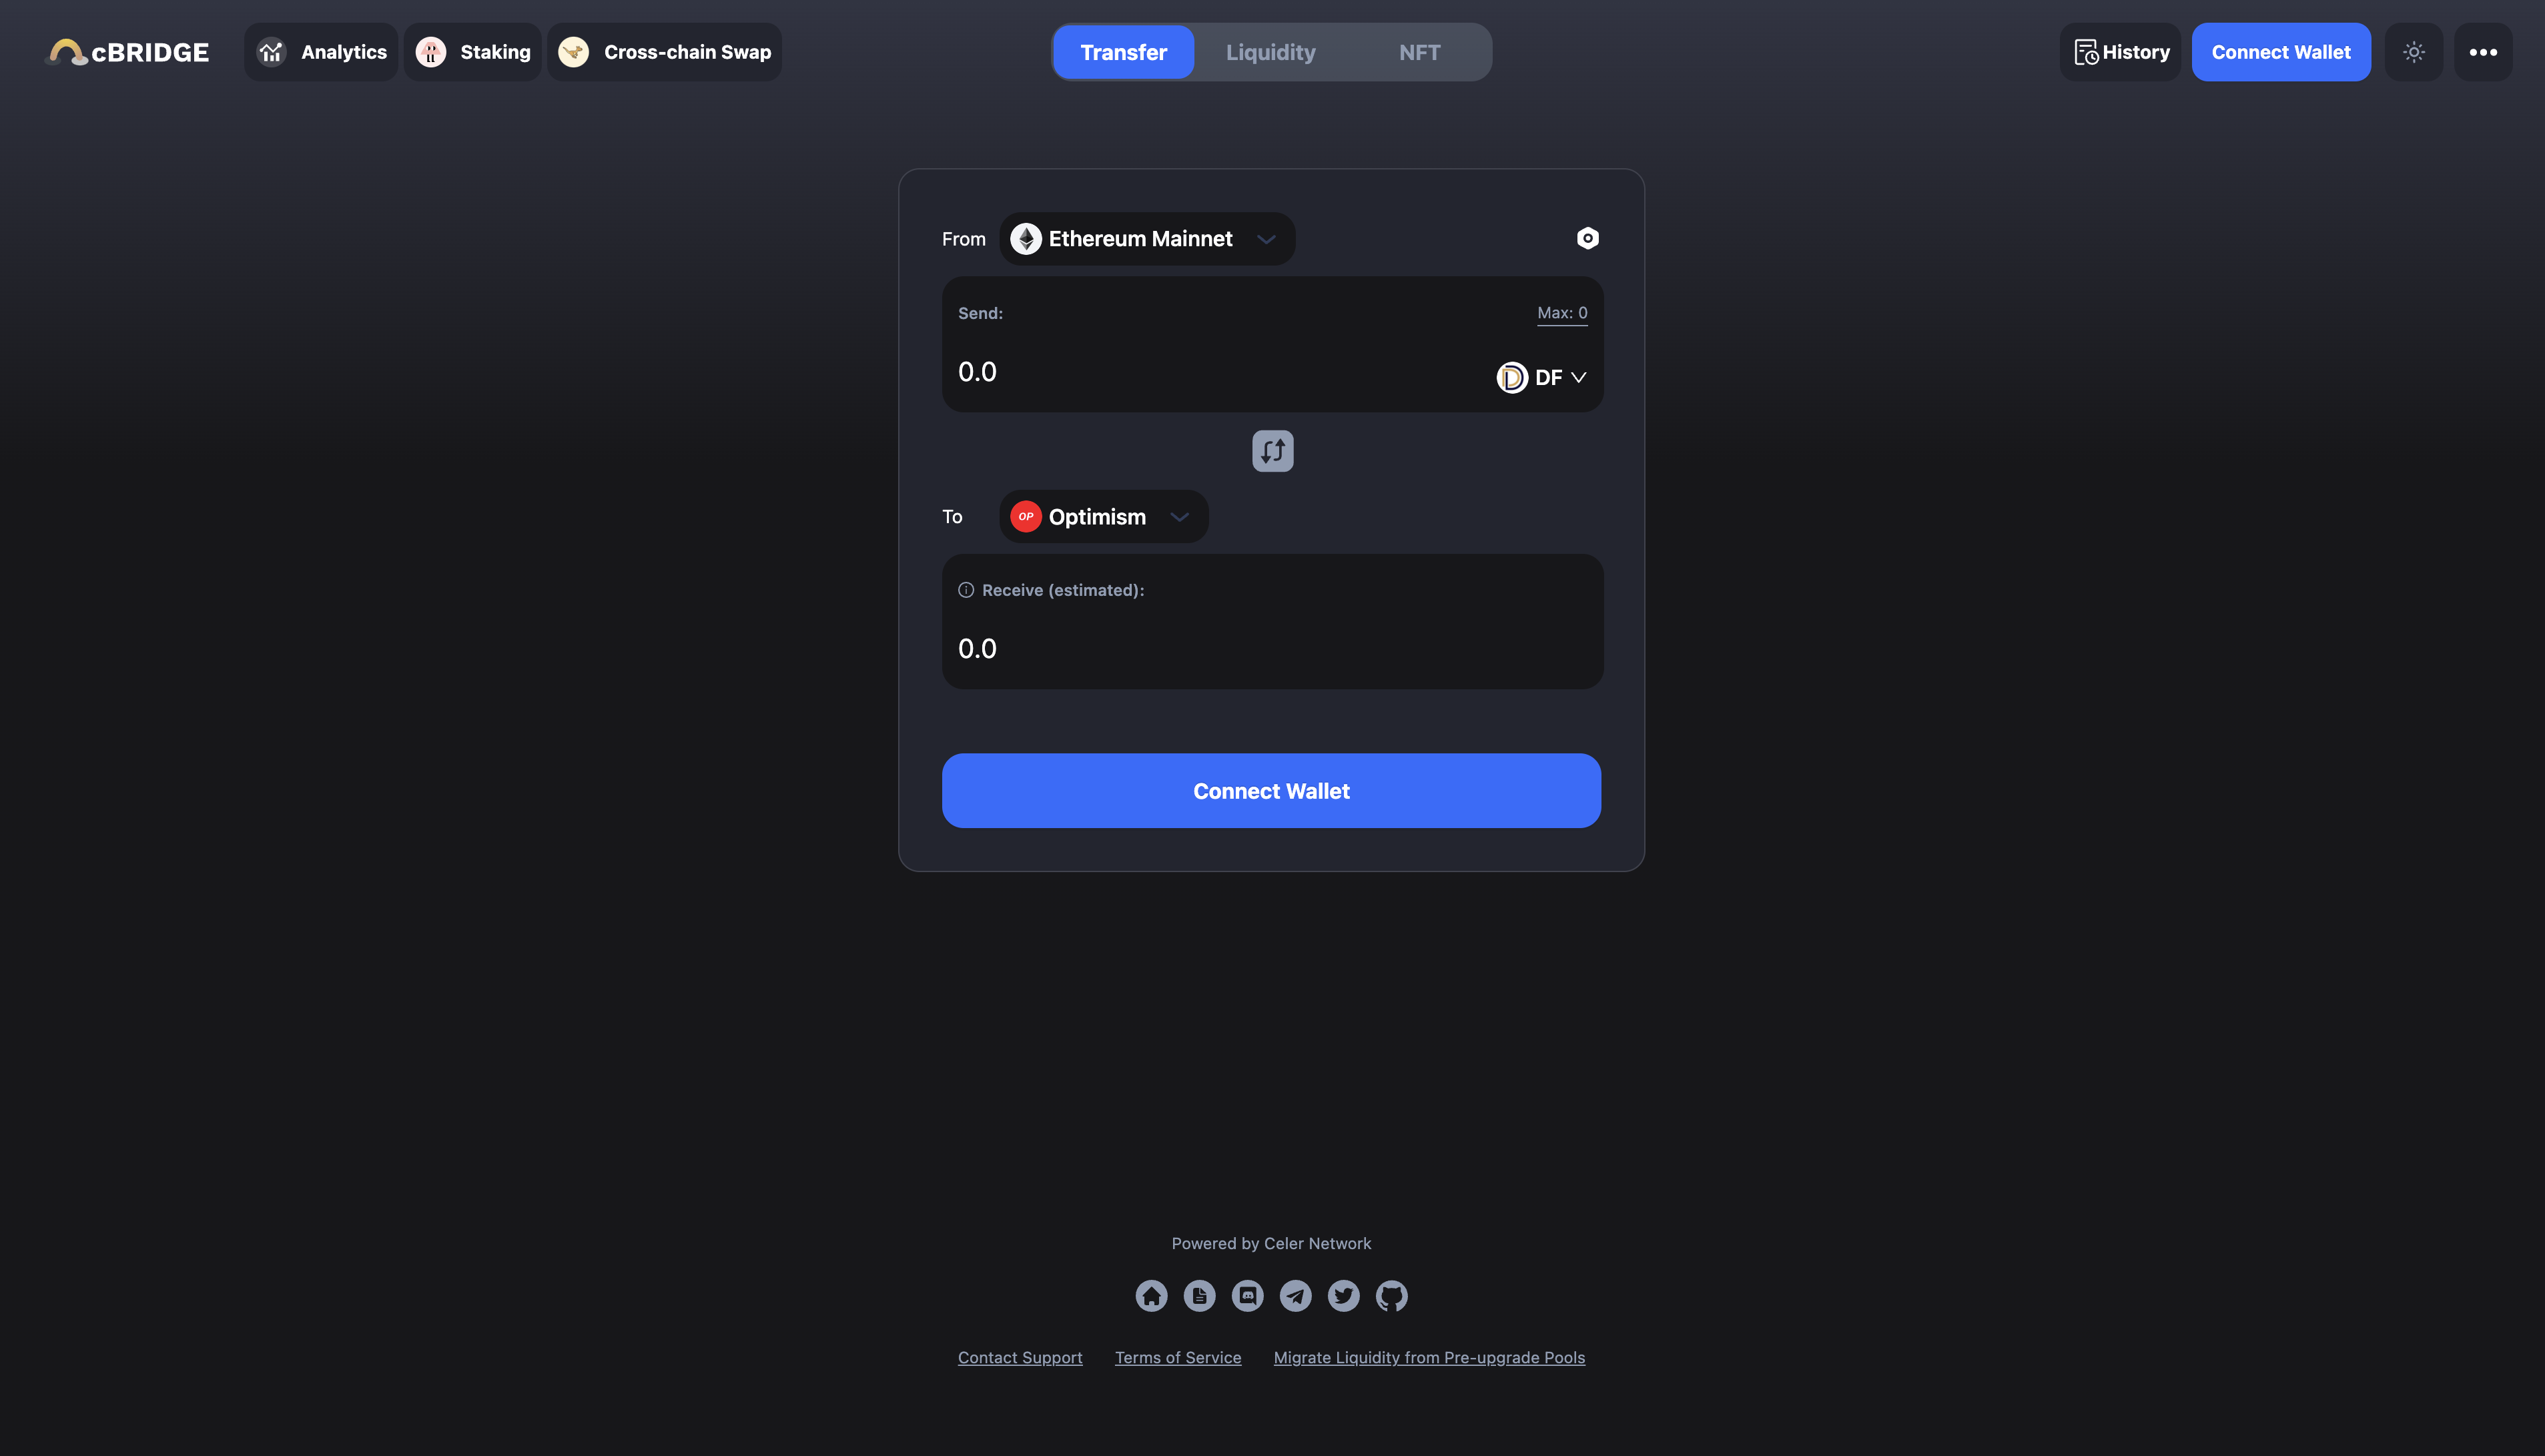 cBRIDGE Analytics Staking Cross-chain Swap Transfer Liquidity NFT History Connect Wallet
From Ethereum Mainnet
Send: Max: 0
0.0 DF
To OP Optimism
Receive (estimated):
0.0
Connect Wallet
Powered by Celer Network
Contact Support Terms of Service Migrate Liquidity from Pre-upgrade Pools